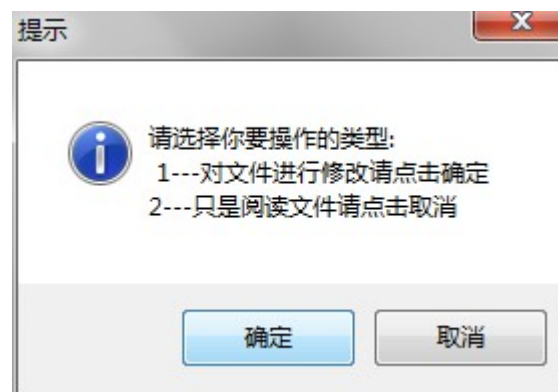 提示
请选择你要操作的类型:
1---对文件进行修改请点击确定
2---只是阅读文件请点击取消
确定
取消